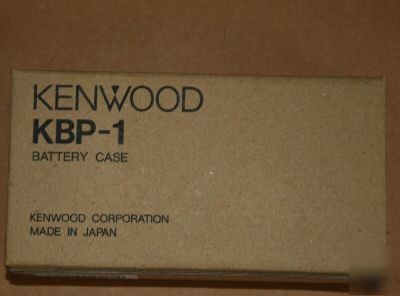 KENWOOD
KBP-1
BATTERY CASE
KENWOOD CORPORATION
MADE IN JAPAN